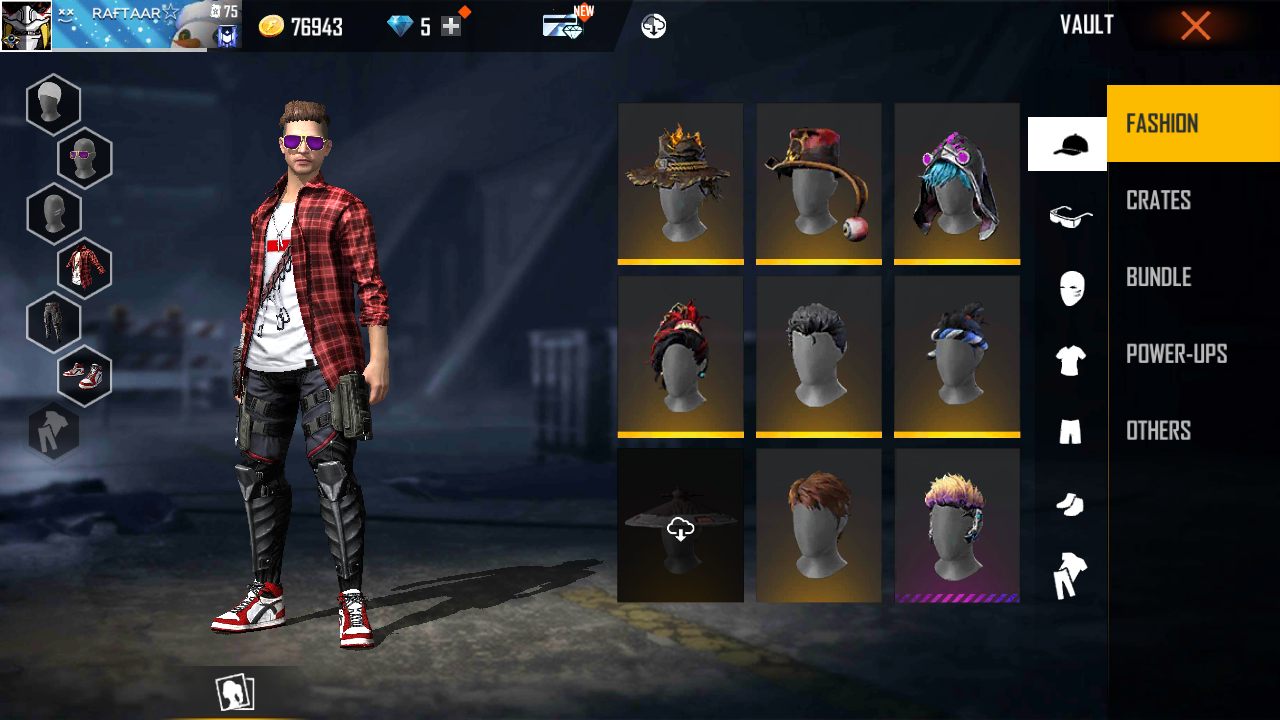 RAFTAAR☆
75
76943
5
NEW
VAULT
FASHION
CRATES
BUNDLE
POWER-UPS
OTHERS